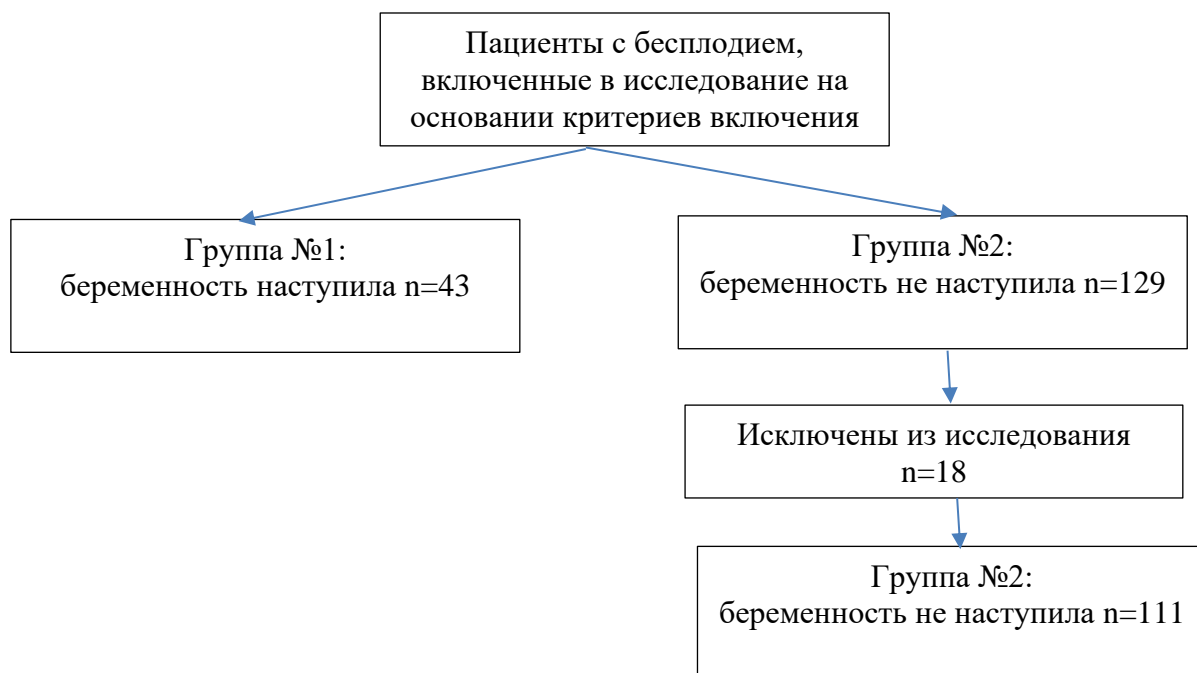 Пациенты с бесплодием,
включенные в исследование на
основании критериев включения
Группа №1:
беременность наступила n=43
Группа №2:
беременность не наступила n=129
Исключены из исследования
n=18
Группа №2:
беременность не наступила n=111